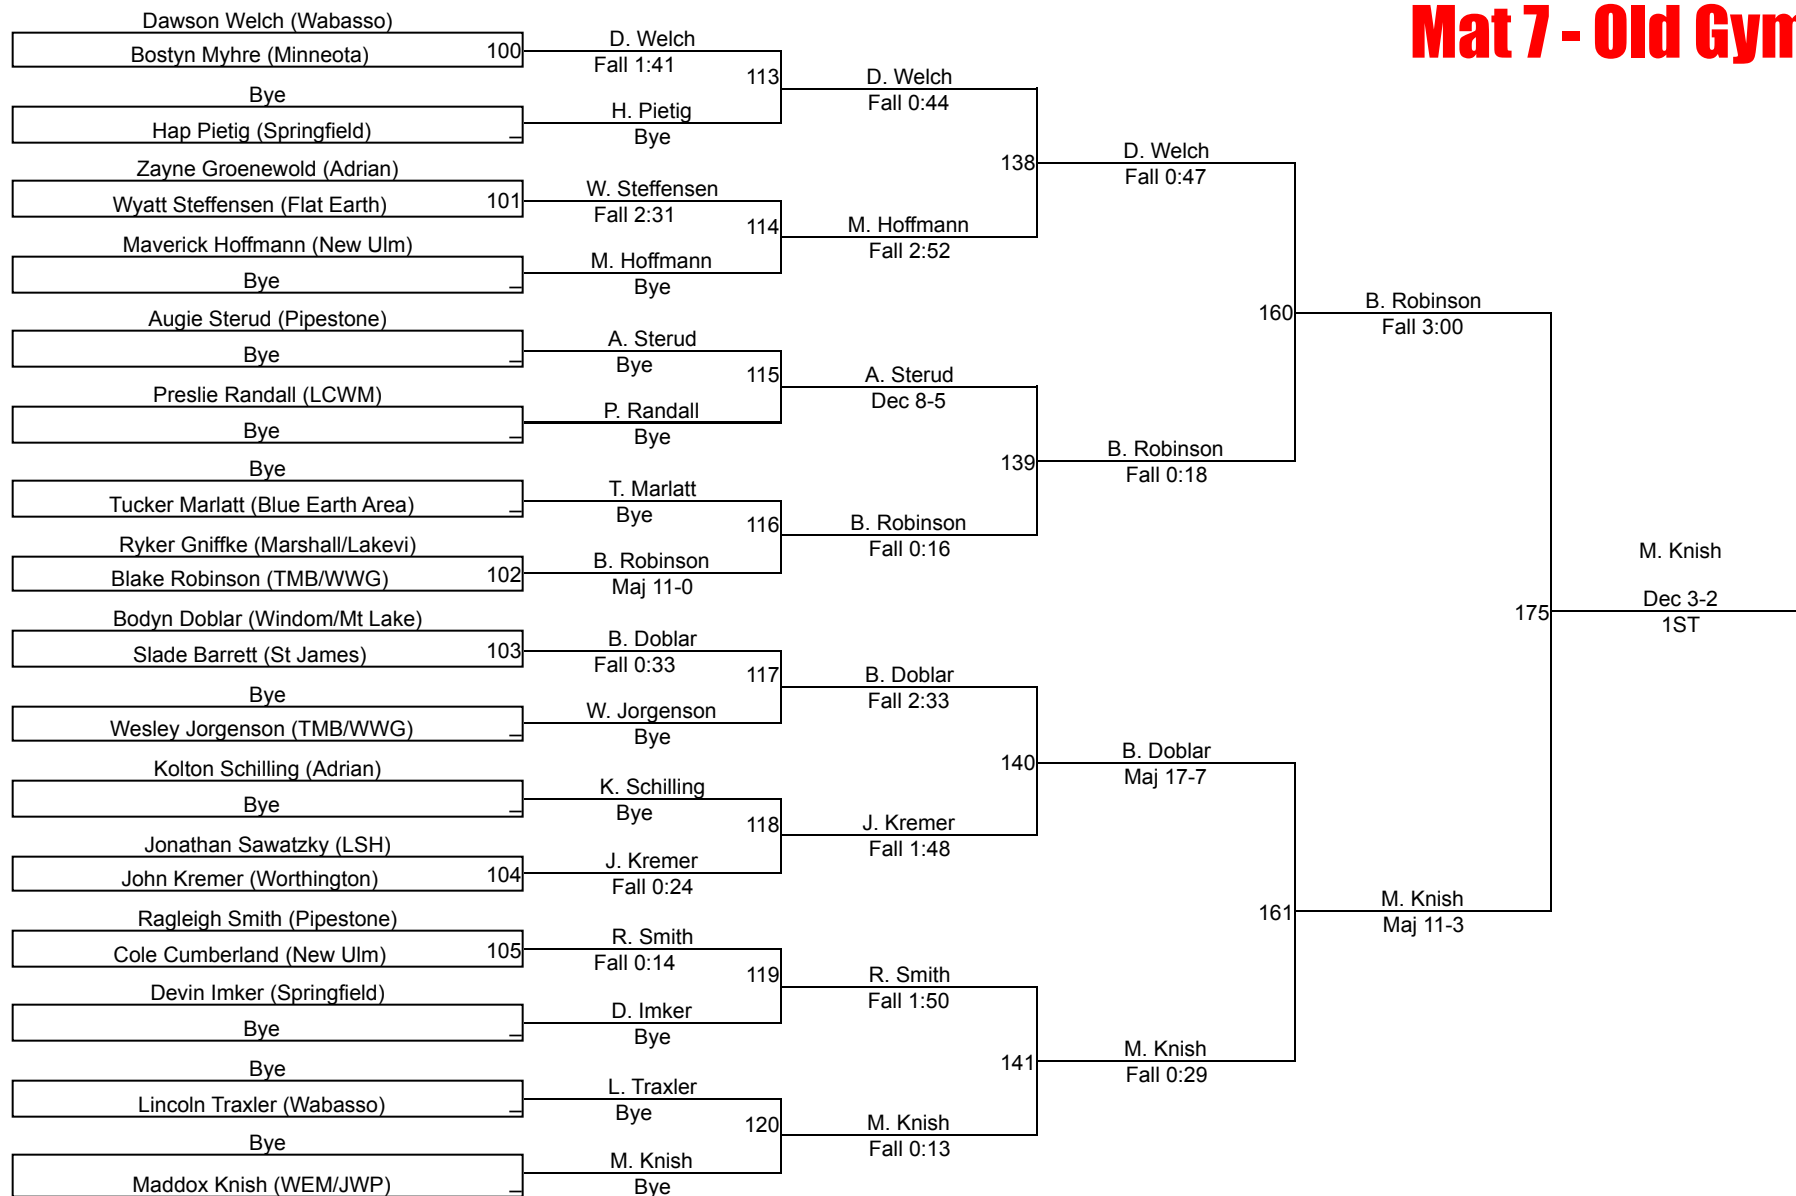 Mat 7 - Old Gym
Dawson Welch (Wabasso)
Bostyn Myhre (Minneota) 100
Bye
Hap Pietig (Springfield) _
Zayne Groenewold (Adrian)
Wyatt Steffensen (Flat Earth) 101
Maverick Hoffmann (New Ulm)
Bye _
Augie Sterud (Pipestone)
Bye _
Preslie Randall (LCWM)
Bye _
Bye
Tucker Marlatt (Blue Earth Area) _
Ryker Gniffke (Marshall/Lakevi)
Blake Robinson (TMB/WWG) 102
Bodyn Doblar (Windom/Mt Lake)
Slade Barrett (St James) 103
Bye
Wesley Jorgenson (TMB/WWG) _
Kolton Schilling (Adrian)
Bye _
Jonathan Sawatzky (LSH)
John Kremer (Worthington) 104
Ragleigh Smith (Pipestone)
Cole Cumberland (New Ulm) 105
Devin Imker (Springfield)
Bye _
Bye
Lincoln Traxler (Wabasso) _
Bye
Maddox Knish (WEM/JWP) _
D. Welch
Fall 1:41
113
H. Pietig
Bye
W. Steffensen
Fall 2:31
114
M. Hoffmann
Bye
A. Sterud
Bye
115
P. Randall
Bye
T. Marlatt
Bye
116
B. Robinson
Maj 11-0
B. Doblar
Fall 0:33
117
W. Jorgenson
Bye
K. Schilling
Bye
118
J. Kremer
Fall 0:24
R. Smith
Fall 0:14
119
D. Imker
Bye
L. Traxler
Bye
120
M. Knish
Bye
D. Welch
Fall 0:44
138
M. Hoffmann
Fall 2:52
A. Sterud
Dec 8-5
139
B. Robinson
Fall 0:16
B. Doblar
Fall 2:33
140
J. Kremer
Fall 1:48
R. Smith
Fall 1:50
141
M. Knish
Fall 0:13
D. Welch
Fall 0:47
160
B. Robinson
Fall 0:18
B. Doblar
Maj 17-7
161
M. Knish
Fall 0:29
B. Robinson
Fall 3:00
175
M. Knish
Maj 11-3
M. Knish
Dec 3-2
1ST